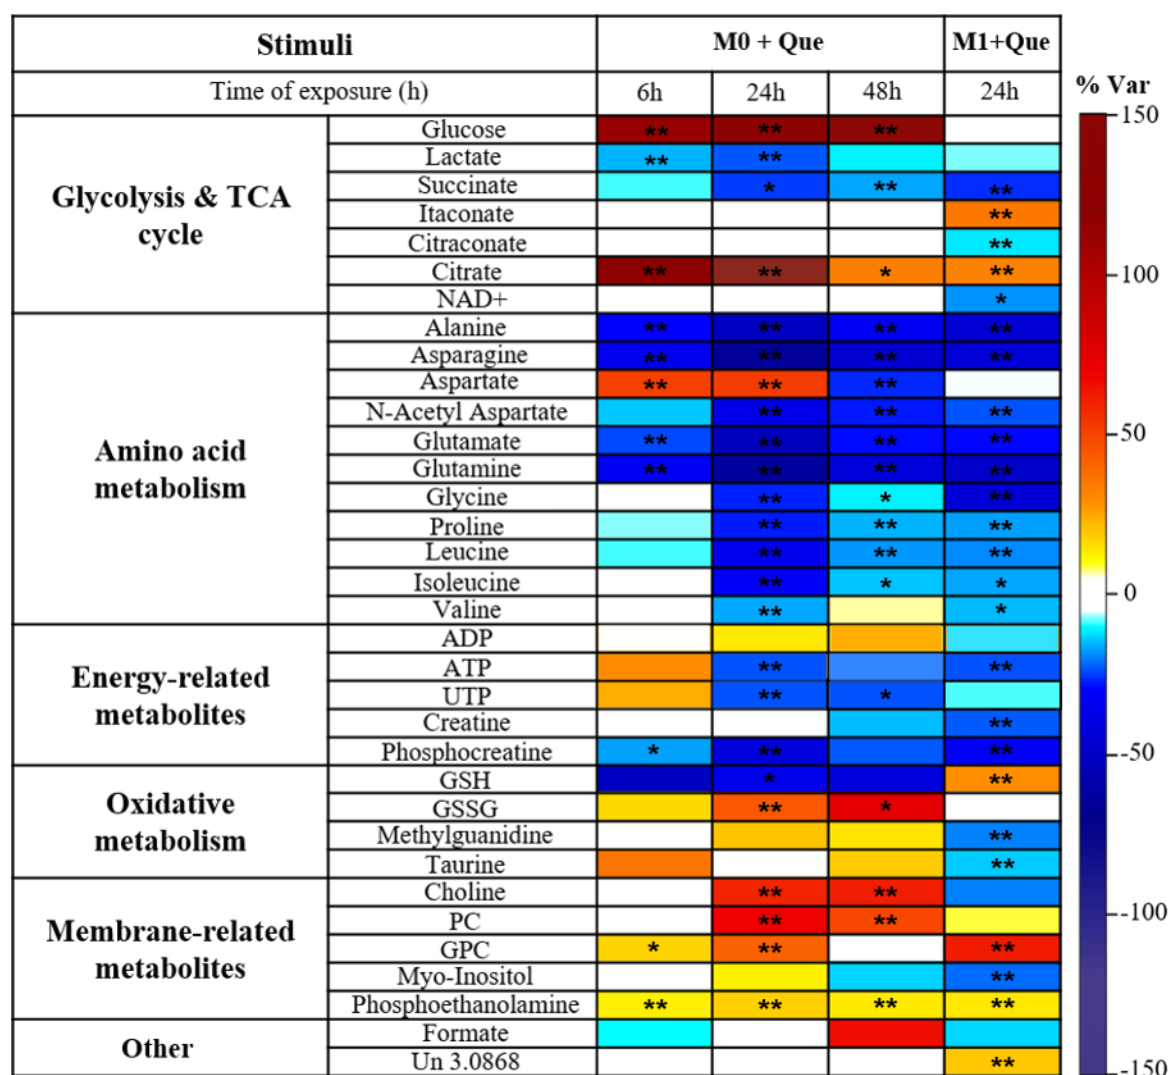 Stimuli M0 + Que M1+Que
Time of exposure (h) 6h 24h 48h 24h
% Var
150
100
50
0
-50
-100
-150
Glycolysis & TCA
cycle
Glucose ** ** **
Lactate ** **
Succinate * ** **
Itaconate **
Citraconate **
Citrate ** ** * **
NAD+ *
Amino acid
metabolism
Alanine ** ** ** **
Asparagine ** ** ** **
Aspartate ** ** **
N-Acetyl Aspartate ** ** **
Glutamate ** ** ** **
Glutamine ** ** ** **
Glycine ** * **
Proline ** ** **
Leucine ** ** **
Isoleucine ** * *
Valine ** *
Energy-related
metabolites
ADP
ATP ** **
UTP ** *
Creatine **
Phosphocreatine * ** **
Oxidative
metabolism
GSH * **
GSSG ** *
Methylguanidine **
Taurine **
Membrane-related
metabolites
Choline ** **
PC ** **
GPC * ** **
Myo-Inositol **
Phosphoethanolamine ** ** ** **
Other
Formate
Un 3.0868 **